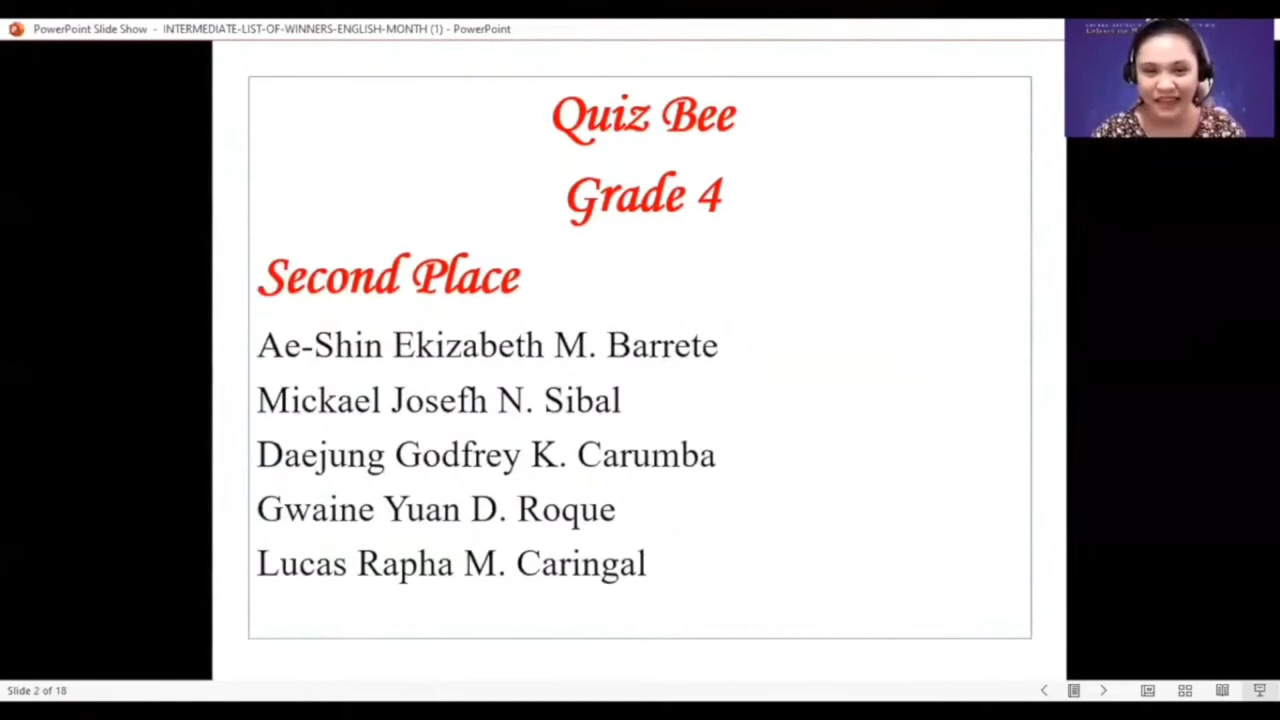 PowerPoint Slide Show - INTERMEDIATE-LIST-OF-WINNERS-ENGLISH-MONTH (1) - PowerPoint
Quiz Bee
Grade 4
Second Place
Ae-Shin Ekizabeth M. Barrete
Mickael Josefh N. Sibal
Daejung Godfrey K. Carumba
Gwaine Yuan D. Roque
Lucas Rapha M. Caringal
Slide 2 of 18